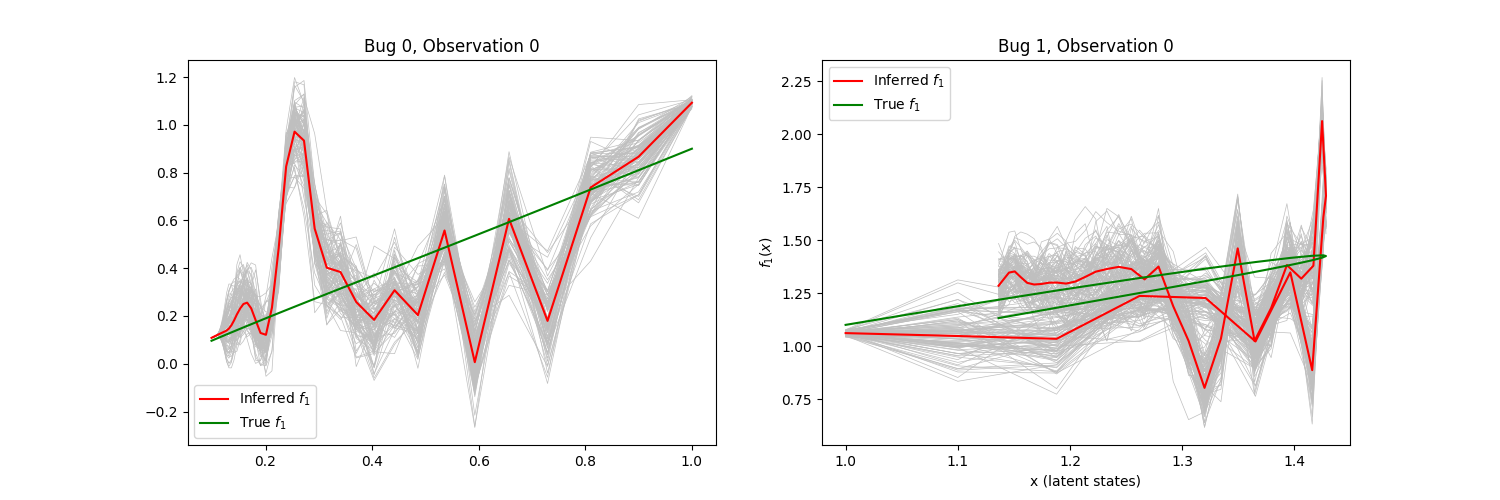 Bug 0, Observation 0
1.2
1.0
0.8
0.6
0.4
0.2
0.0
−0.2
Inferred f₁
True f₁
0.2 0.4 0.6 0.8 1.0
Bug 1, Observation 0
2.25
2.00
1.75
1.50
1.25
1.00
0.75
f₁(x)
Inferred f₁
True f₁
1.0 1.1 1.2 1.3 1.4
x (latent states)